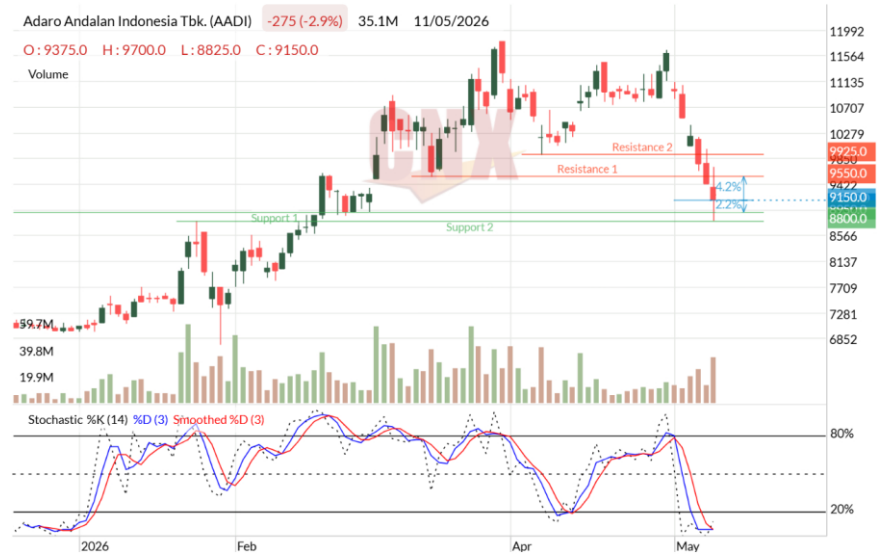 Adaro Andalan Indonesia Tbk. (AADI) -275 (-2.9%) 35.1M 11/05/2026
O : 9375.0 H : 9700.0 L : 8825.0 C : 9150.0
Volume
CNX
11992
11564
11135
10707
10279
9925.0
9850
9550.0
9422
9150.0
8800.0
8566
8137
7709
7281
6852
Resistance 2
Resistance 1
4.2%
2.2%
Support 1
Support 2
59.7M
39.8M
19.9M
Stochastic %K (14) %D (3) Smoothed %D (3)
80%
20%
2026 Feb Apr May